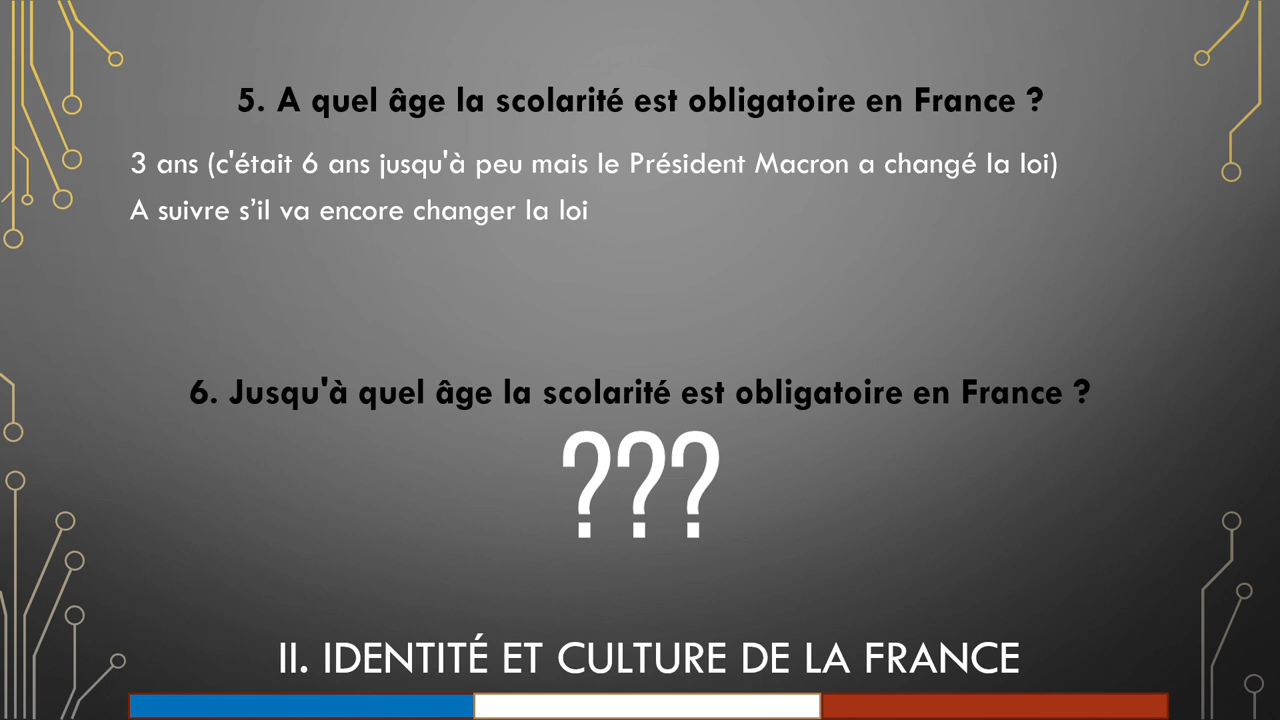 5. A quel âge la scolarité est obligatoire en France ?
3 ans (c'était 6 ans jusqu'à peu mais le Président Macron a changé la loi)
A suivre s’il va encore changer la loi
6. Jusqu'à quel âge la scolarité est obligatoire en France ?
???
II. IDENTITÉ ET CULTURE DE LA FRANCE